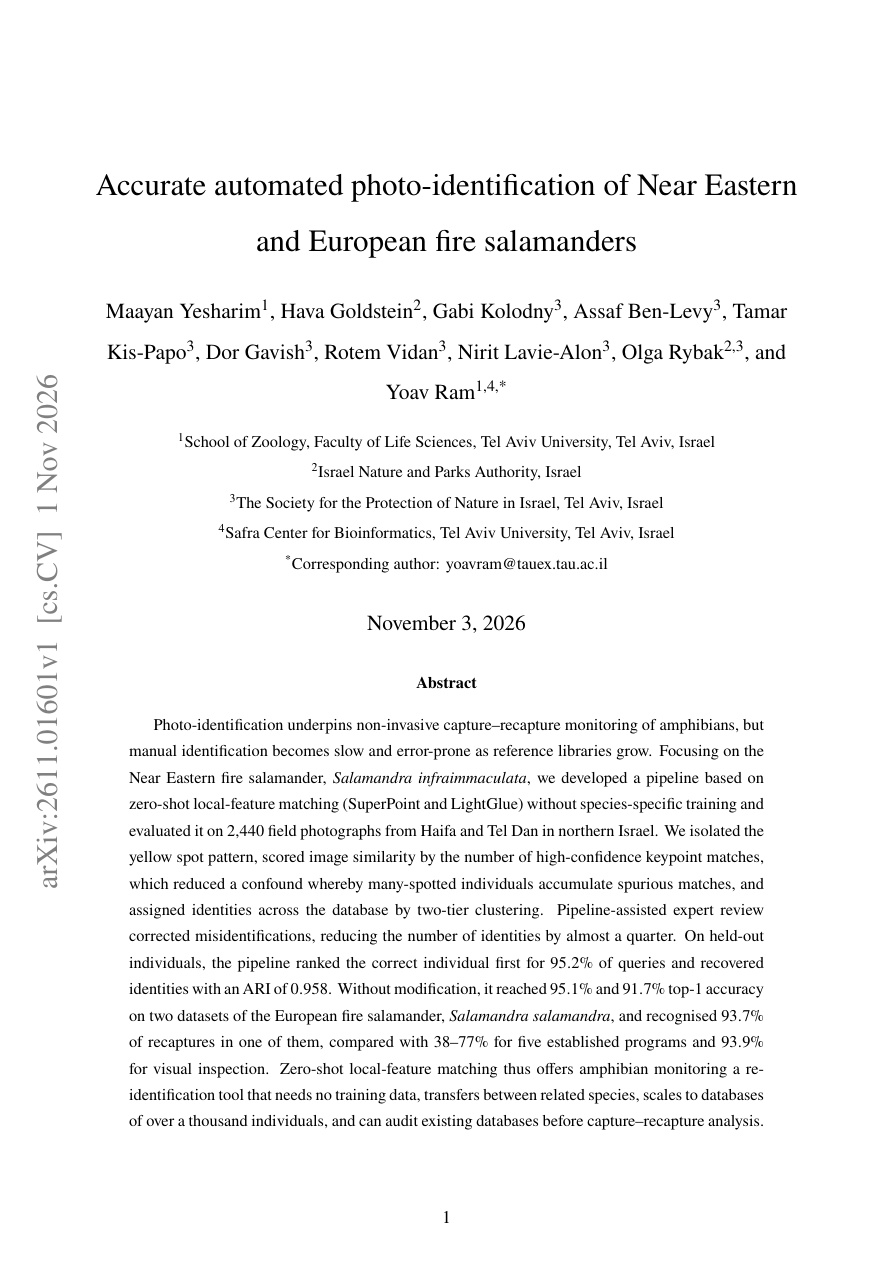 Accurate automated photo-identification of Near Eastern
and European fire salamanders
Maayan Yesharim1, Hava Goldstein2, Gabi Kolodny3, Assaf Ben-Levy3, Tamar
Kis-Papo3, Dor Gavish3, Rotem Vidan3, Nirit Lavie-Alon3, Olga Rybak2,3, and
Yoav Ram1,4,*
1School of Zoology, Faculty of Life Sciences, Tel Aviv University, Tel Aviv, Israel
2Israel Nature and Parks Authority, Israel
3The Society for the Protection of Nature in Israel, Tel Aviv, Israel
4Safra Center for Bioinformatics, Tel Aviv University, Tel Aviv, Israel
*Corresponding author: yoavram@tauex.tau.ac.il
November 3, 2026
Abstract
Photo-identification underpins non-invasive capture–recapture monitoring of amphibians, but
manual identification becomes slow and error-prone as reference libraries grow. Focusing on the
Near Eastern fire salamander, Salamandra infraimmaculata, we developed a pipeline based on
zero-shot local-feature matching (SuperPoint and LightGlue) without species-specific training and
evaluated it on 2,440 field photographs from Haifa and Tel Dan in northern Israel. We isolated the
yellow spot pattern, scored image similarity by the number of high-confidence keypoint matches,
which reduced a confound whereby many-spotted individuals accumulate spurious matches, and
assigned identities across the database by two-tier clustering. Pipeline-assisted expert review
corrected misidentifications, reducing the number of identities by almost a quarter. On held-out
individuals, the pipeline ranked the correct individual first for 95.2% of queries and recovered
identities with an ARI of 0.958. Without modification, it reached 95.1% and 91.7% top-1 accuracy
on two datasets of the European fire salamander, Salamandra salamandra, and recognised 93.7%
of recaptures in one of them, compared with 38–77% for five established programs and 93.9%
for visual inspection. Zero-shot local-feature matching thus offers amphibian monitoring a re-
identification tool that needs no training data, transfers between related species, scales to databases
of over a thousand individuals, and can audit existing databases before capture–recapture analysis.
1
arXiv:2611.01601v1 [cs.CV] 1 Nov 2026